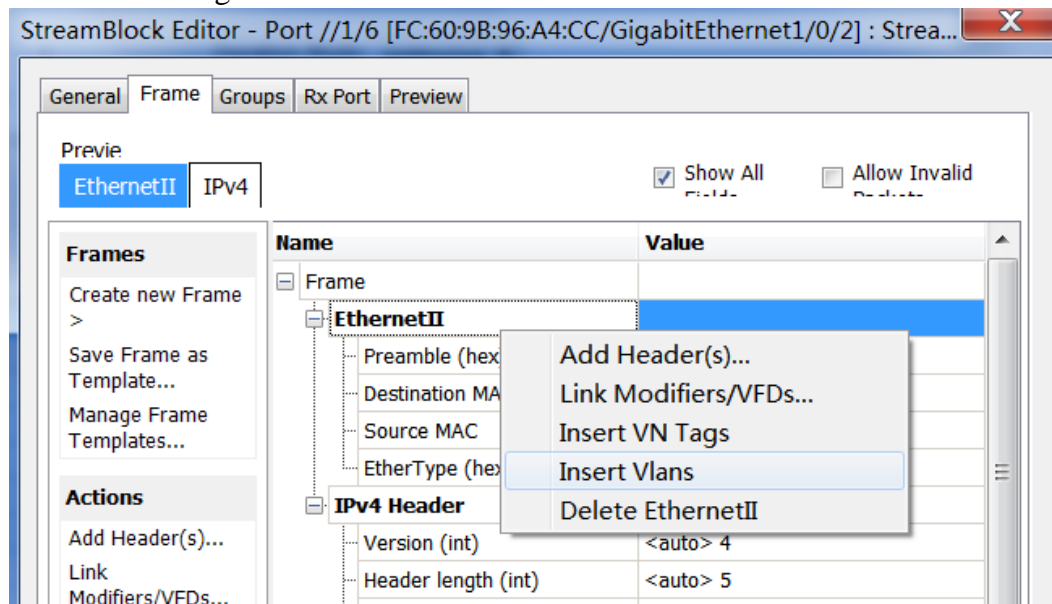 StreamBlock Editor - Port //1/6 [FC:60:9B:96:A4:CC/GigabitEthernet1/0/2] : Strea...
General Frame Groups Rx Port Preview
Previe
EthernetII IPv4
Show All
Allow Invalid
Frames
Create new Frame
>
Save Frame as
Template...
Manage Frame
Templates...
Actions
Add Header(s)...
Link
Modifiers/VFDs...
Name Value
Frame
EthernetII
Preamble (hex
Destination MA
Source MAC
EtherType (hex
IPv4 Header
Version (int) <auto> 4
Header length (int) <auto> 5
Add Header(s)...
Link Modifiers/VFDs...
Insert VN Tags
Insert Vlans
Delete EthernetII